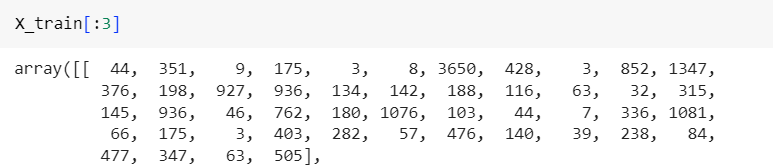 X_train[:3]
array([[ 44, 351, 9, 175, 3, 8, 3650, 428, 3, 852, 1347,
376, 198, 927, 936, 134, 142, 188, 116, 63, 32, 315,
145, 936, 46, 762, 180, 1076, 103, 44, 7, 336, 1081,
66, 175, 3, 403, 282, 57, 476, 140, 39, 238, 84,
477, 347, 63, 505],